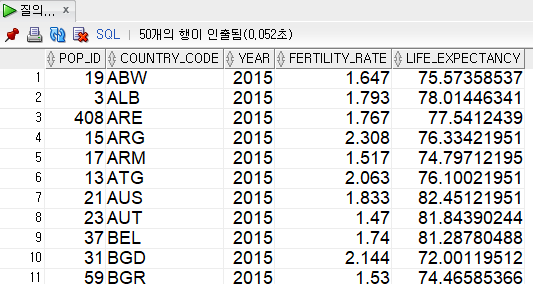 질의... x
SQL | 50개의 행이 인출됨(0,052초)
POP_ID COUNTRY_CODE YEAR FERTILITY_RATE LIFE_EXPECTANCY
1 19 ABW 2015 1.647 75.57358537
2 3 ALB 2015 1.793 78.01446341
3 408 ARE 2015 1.767 77.5412439
4 15 ARG 2015 2.308 76.33421951
5 17 ARM 2015 1.517 74.79712195
6 13 ATG 2015 2.063 76.10021951
7 21 AUS 2015 1.833 82.45121951
8 23 AUT 2015 1.47 81.84390244
9 37 BEL 2015 1.74 81.28780488
10 31 BGD 2015 2.144 72.00119512
11 59 BGR 2015 1.53 74.46585366